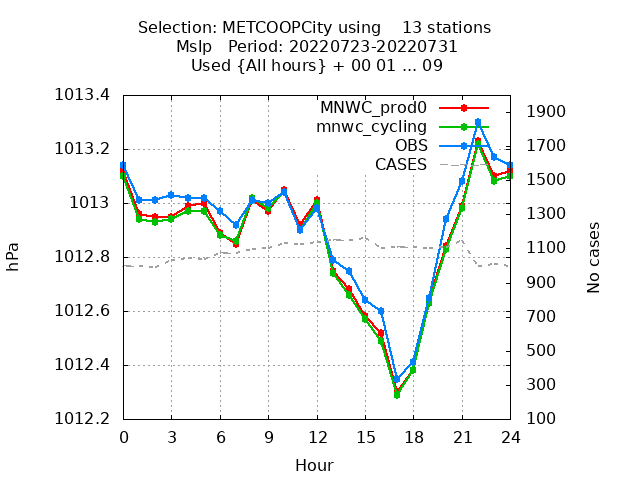 Selection: METCOOPCity using    13 stations
Mslp   Period: 20220723-20220731
Used {All hours} + 00 01 ... 09
MNWC_prod0
mnwc_cycling
OBS
CASES
hPa
1013.4
1013.2
1013
1012.8
1012.6
1012.4
1012.2
1900
1700
1500
1300
1100
900
700
500
300
100
No cases
0 3 6 9 12 15 18 21 24
Hour